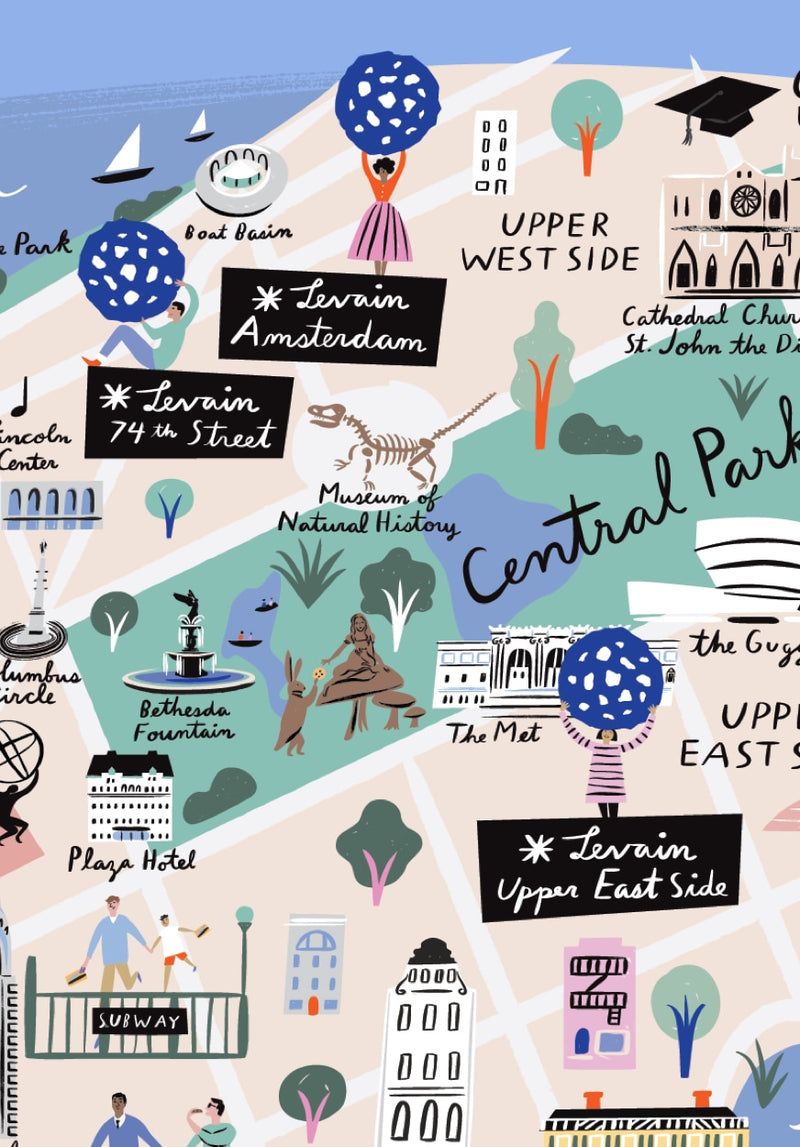 e Park
Boat Basin
UPPER
WEST SIDE
Levain
Amsterdam
Cathedral Chur
St. John the Di
Levain
74th Street
incoln
Center
Museum of
Natural History
Central Park
the Gugg
lumbus
ircle
Bethesda
Fountain
The Met
UPP
EAST S
Plaza Hotel
Levain
Upper East Side
SUBWAY